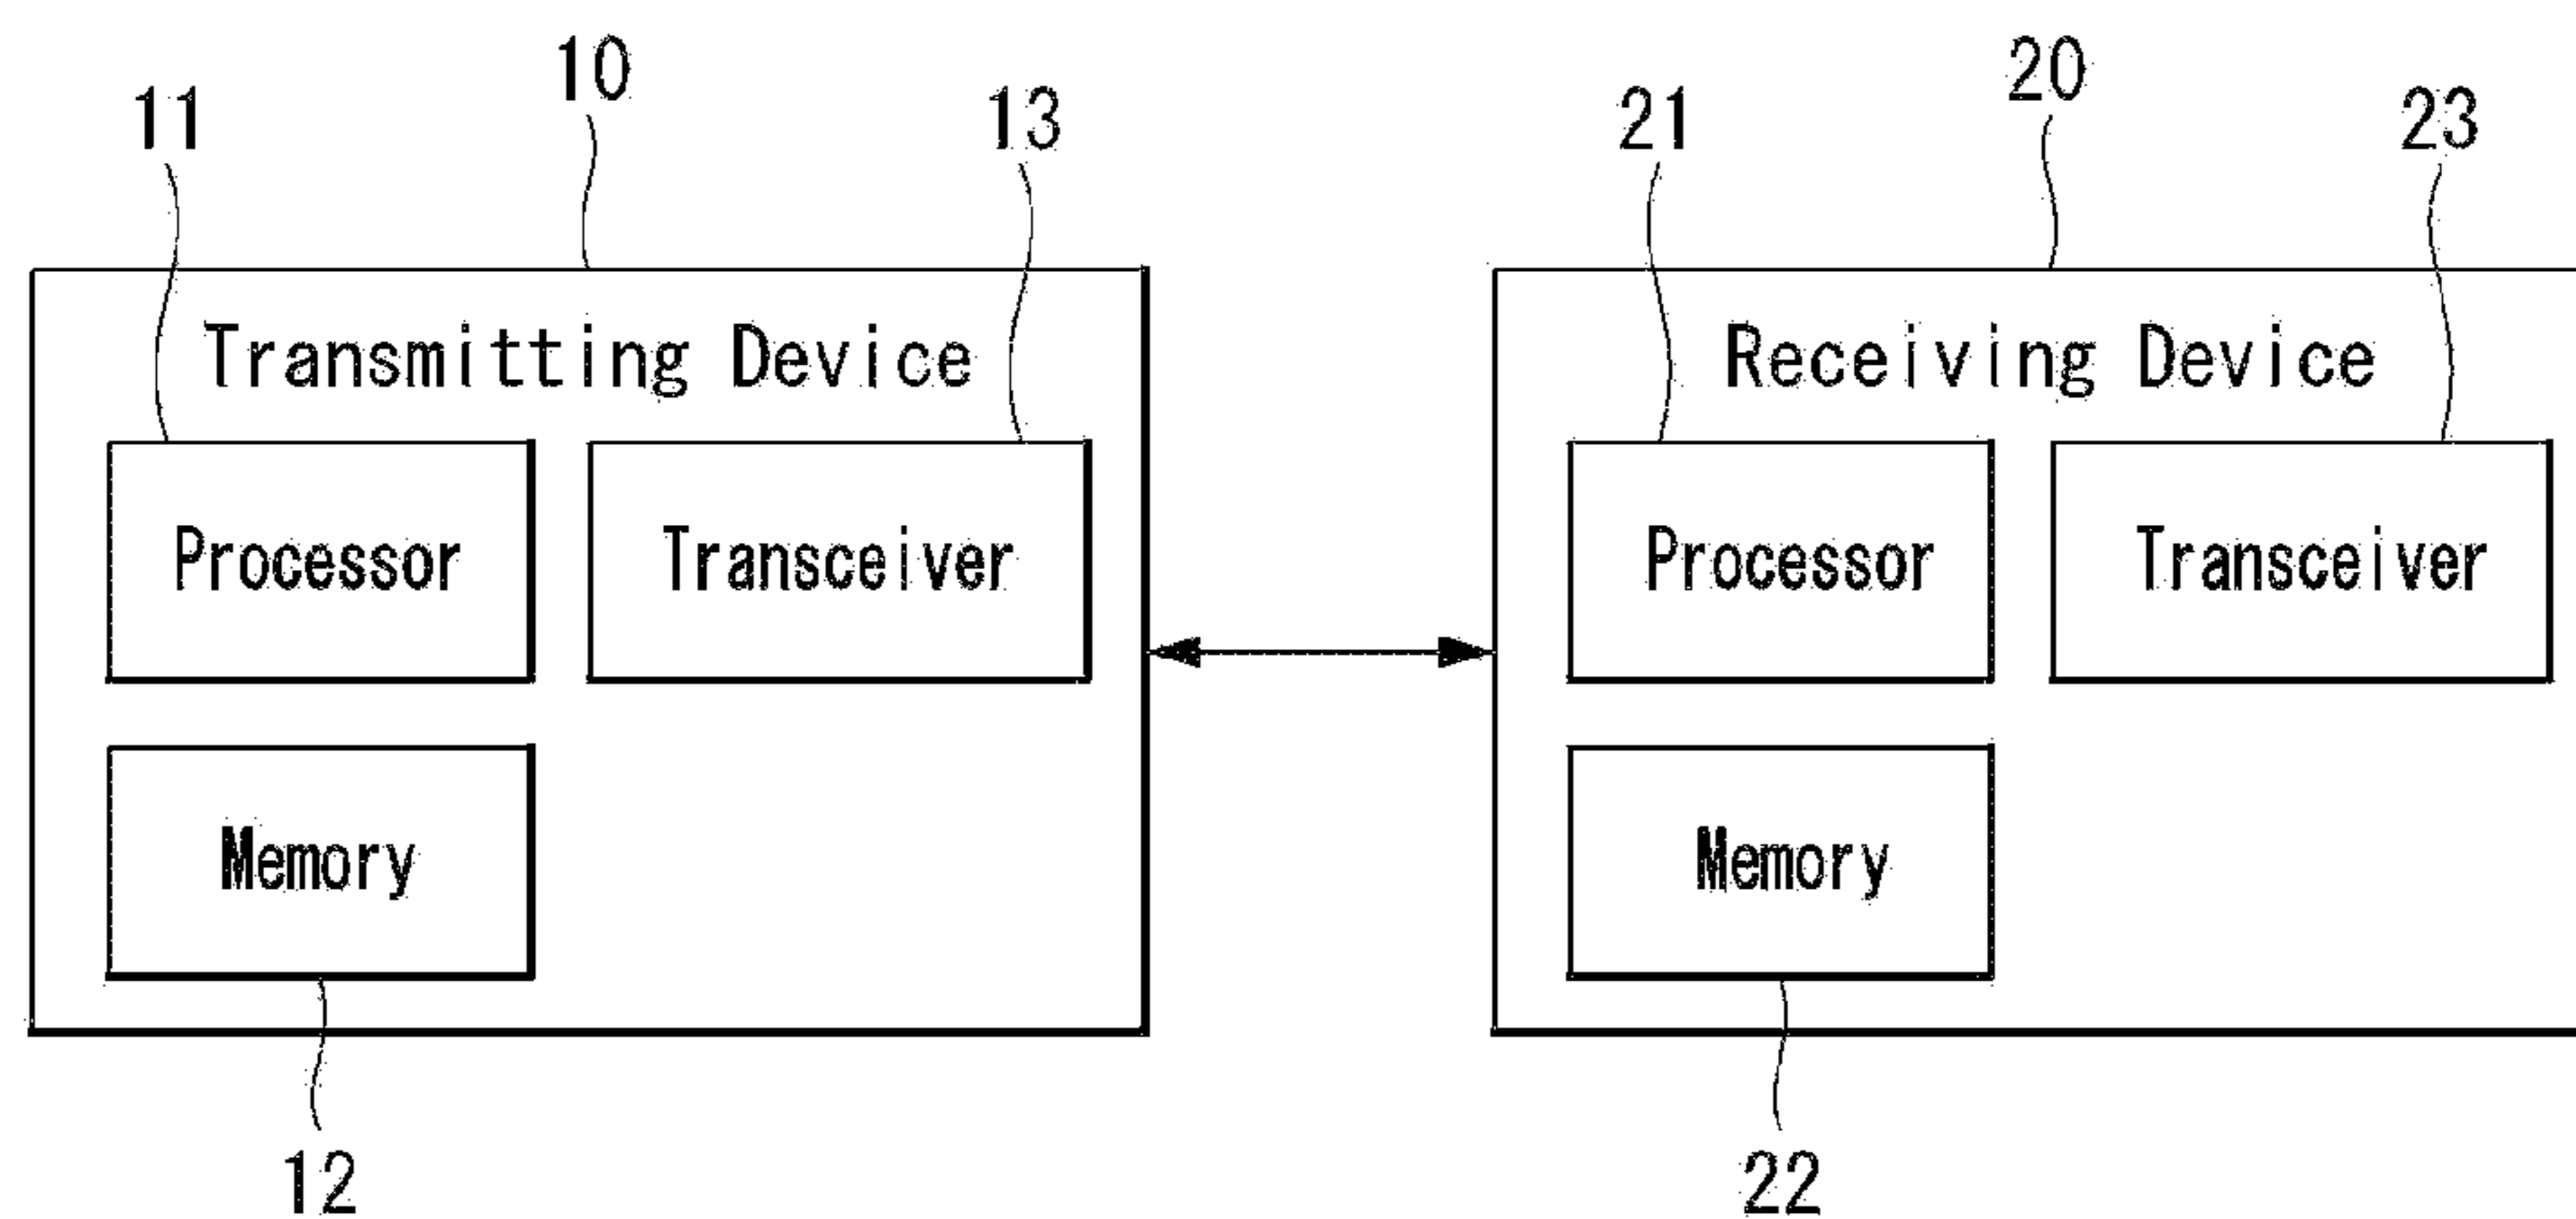 10 20
11 13 21 23
Transmitting Device Receiving Device
Processor Transceiver Processor Transceiver
Memory Memory
12 22